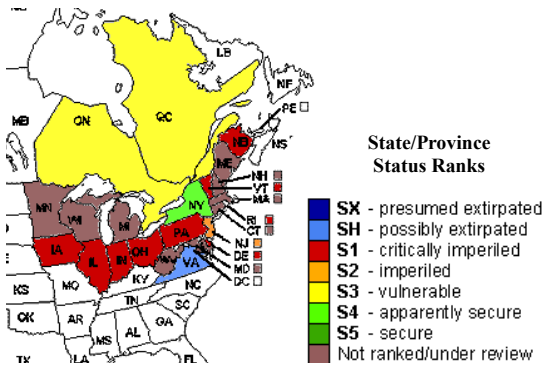 LB
NF
MB
ON
QC
PE
NB
NS
ME
NH
VT
MA
MN
WI
MI
NY
RI
CT
IA
IL
IN
OH
PA
NJ
DE
MD
DC
WV
VA
KS
MO
KY
NC
TN
OK
AR
SC
MS
AL
GA
TX
LA
FL
State/Province
Status Ranks
SX - presumed extirpated
SH - possibly extirpated
S1 - critically imperiled
S2 - imperiled
S3 - vulnerable
S4 - apparently secure
S5 - secure
Not ranked/under review